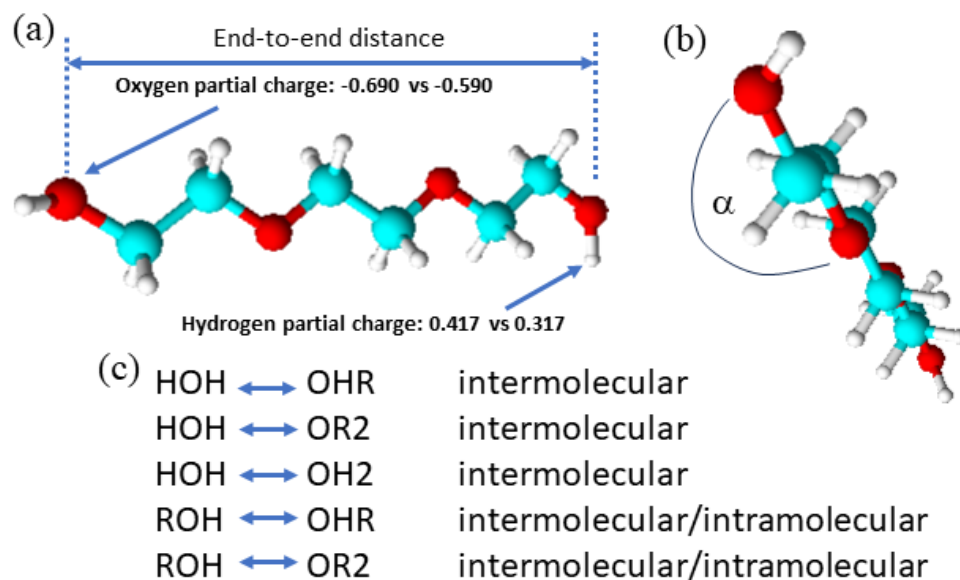 (a)
End-to-end distance
Oxygen partial charge: -0.690 vs -0.590
Hydrogen partial charge: 0.417 vs 0.317
(b)
α
(c)
HOH OHR intermolecular
HOH OR2 intermolecular
HOH OH2 intermolecular
ROH OHR intermolecular/intramolecular
ROH OR2 intermolecular/intramolecular